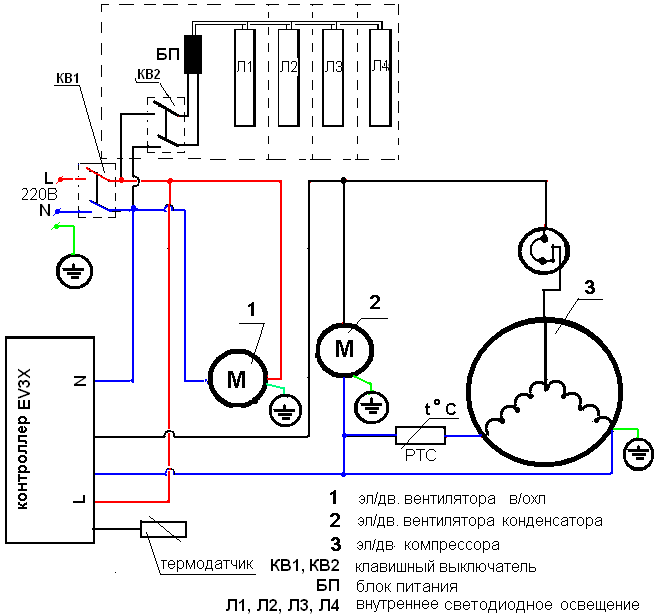 БП
КВ2
КВ1
Л1 Л2 Л3 Л4
L
220В
N
1
2
3
М
М
t°C
РТС
контроллер EV3X
N
L
термодатчик
1 эл/дв. вентилятора в/охл
2 эл/дв. вентилятора конденсатора
3 эл/дв. компрессора
КВ1, КВ2 клавишный выключатель
БП блок питания
Л1, Л2, Л3, Л4 внутреннее светодиодное освещение